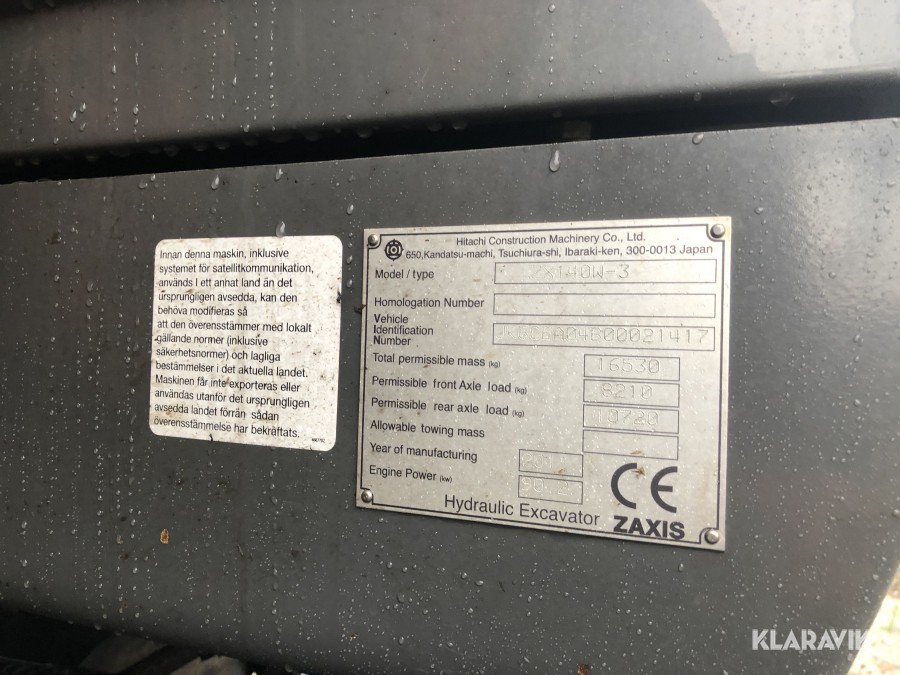 Innan denna maskin, inklusive
systemet för satellitkommunikation,
används I ett annat land än det
ursprungligen avsedda, kan den
behöva modifieras så
att den överensstämmer med lokalt
gällande normer (inklusive
säkerhetsnormer) och lagliga
bestämmelser i det aktuella landet.
Maskinen får inte exporteras eller
användas utanför det ursprungligen
avsedda landet förrän sådan
överensstämmelse har bekräftats.
Hitachi Construction Machinery Co., Ltd.
650,Kandatsu-machi, Tsuchiura-shi, Ibaraki-ken, 300-0013 Japan
Model / type ZX140W-3
Homologation Number
Vehicle
Identification
Number
Total permissible mass (kg) 16530
Permissible front Axle load (kg) 8210
Permissible rear axle load (kg)
Allowable towing mass
Year of manufacturing
Engine Power (kw)
CE
Hydraulic Excavator ZAXIS
KLARAVIK